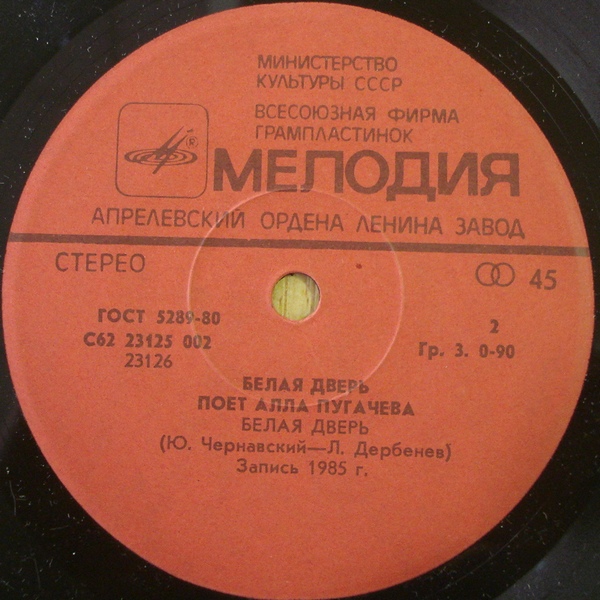 МИНИСТЕРСТВО
КУЛЬТУРЫ СССР
ВСЕСОЮЗНАЯ ФИРМА
ГРАМПЛАСТИНОК
®
МЕЛОДИЯ
АПРЕЛЕВСКИЙ ОРДЕНА ЛЕНИНА ЗАВОД
СТЕРЕО
45
ГОСТ 5289-80
С62 23125 002
23126
2
Гр. 3. 0-90
БЕЛАЯ ДВЕРЬ
ПОЕТ АЛЛА ПУГАЧЕВА
БЕЛАЯ ДВЕРЬ
(Ю. Чернавский—Л. Дербенев)
Запись 1985 г.